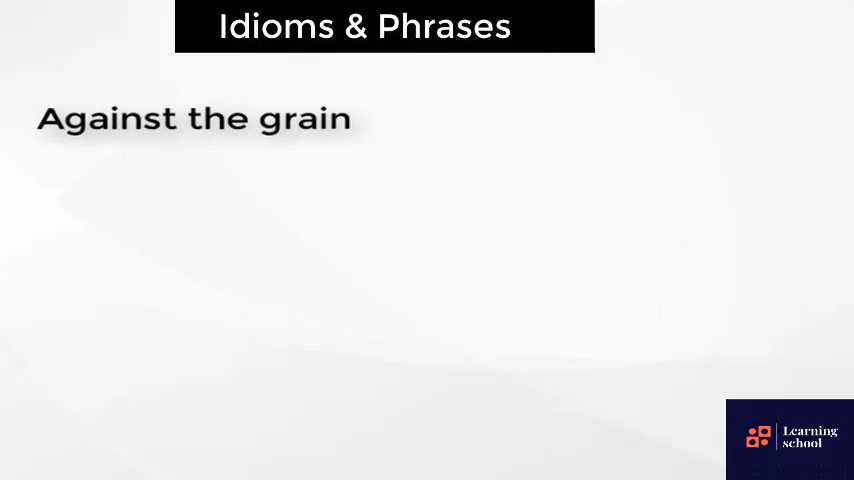 Idioms & Phrases
Against the grain
Learning
school